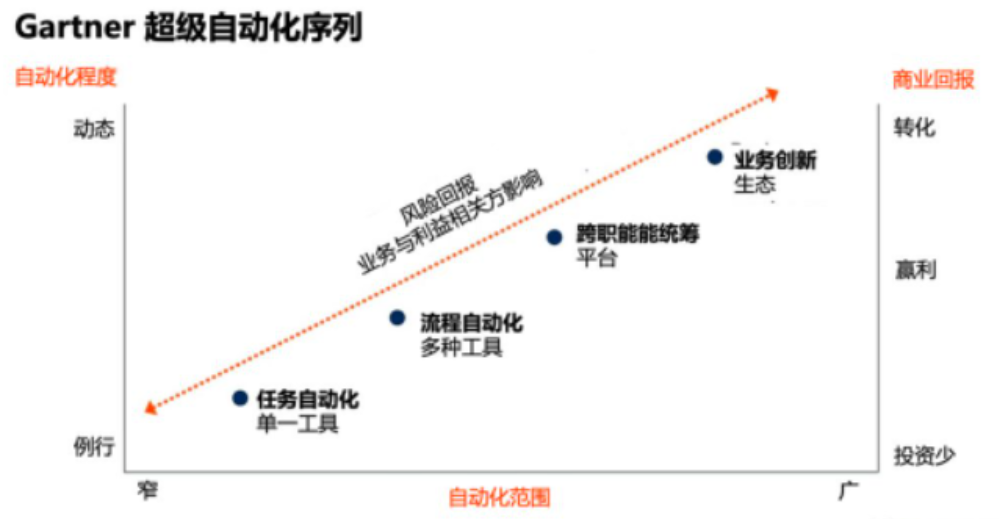 Gartner 超级自动化序列
自动化程度
商业回报
动态
转化
业务创新
生态
风险回报
业务与利益相关方影响
跨职能能统筹
平台
赢利
流程自动化
多种工具
任务自动化
单一工具
例行
投资少
窄
自动化范围
广